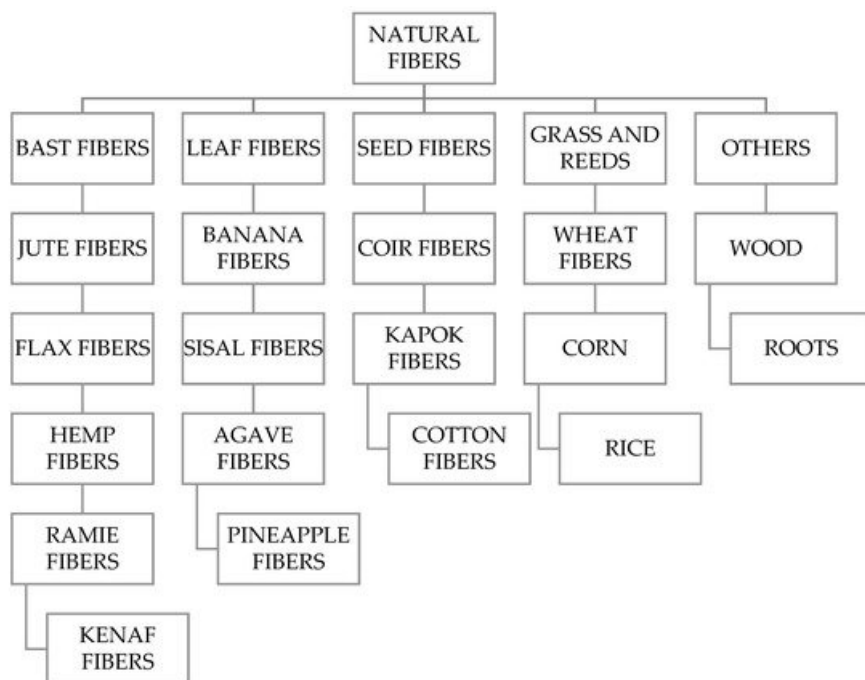 NATURAL
FIBERS
BAST FIBERS
LEAF FIBERS
SEED FIBERS
GRASS AND
REEDS
OTHERS
JUTE FIBERS
BANANA
FIBERS
COIR FIBERS
WHEAT
FIBERS
WOOD
FLAX FIBERS
SISAL FIBERS
KAPOK
FIBERS
CORN
ROOTS
HEMP
FIBERS
AGAVE
FIBERS
COTTON
FIBERS
RICE
RAMIE
FIBERS
PINEAPPLE
FIBERS
KENAF
FIBERS